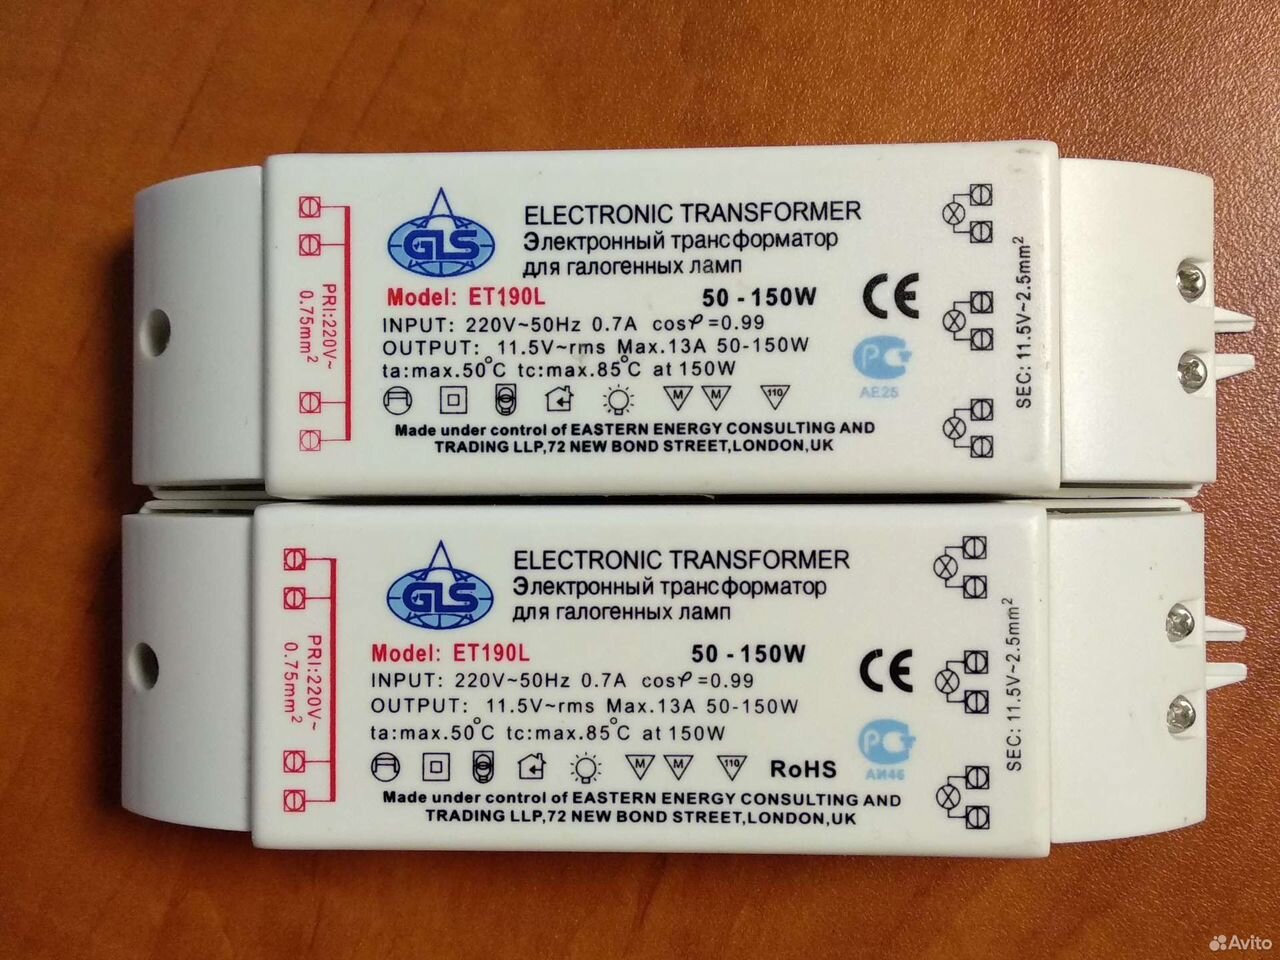 PRI:220V~
0.75mm²
GLS
ELECTRONIC TRANSFORMER
Электронный трансформатор
для галогенных ламп
Model: ET190L 50 - 150W
INPUT: 220V~50Hz 0.7A cosφ=0.99
OUTPUT: 11.5V~rms Max.13A 50-150W
ta:max.50°C tc:max.85°C at 150W
M M 110
Made under control of EASTERN ENERGY CONSULTING AND
TRADING LLP,72 NEW BOND STREET,LONDON,UK
CE
РСТ
АЕ25
SEC: 11.5V~2.5mm²
PRI:220V~
0.75mm²
GLS
ELECTRONIC TRANSFORMER
Электронный трансформатор
для галогенных ламп
Model: ET190L 50 - 150W
INPUT: 220V~50Hz 0.7A cosφ=0.99
OUTPUT: 11.5V~rms Max.13A 50-150W
ta:max.50°C tc:max.85°C at 150W
M M 110 RoHS
Made under control of EASTERN ENERGY CONSULTING AND
TRADING LLP,72 NEW BOND STREET,LONDON,UK
CE
РСТ
АИ46
SEC: 11.5V~2.5mm²
Avito